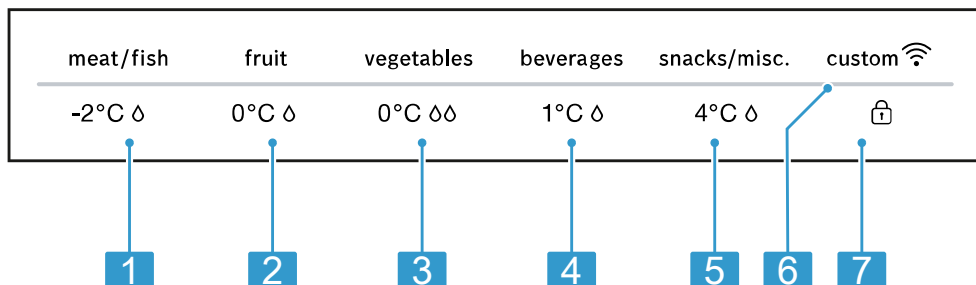 meat/fish fruit vegetables beverages snacks/misc. custom
-2°C 0°C 0°C 1°C 4°C
1 2 3 4 5 6 7